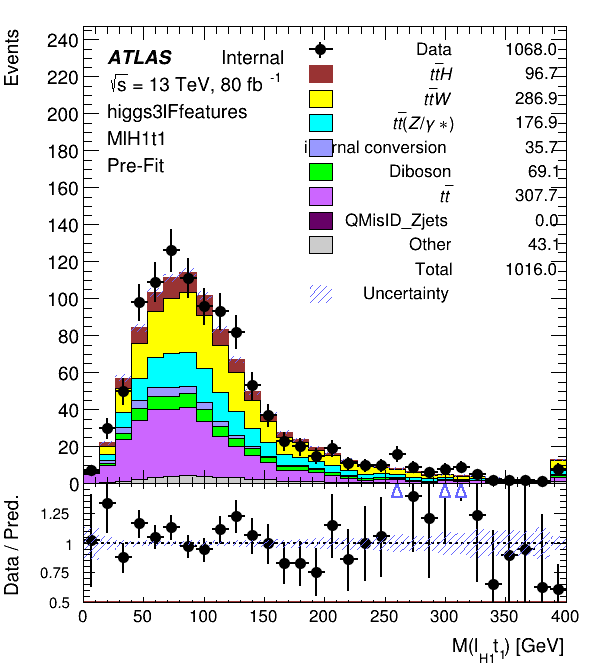 Events
240
220
200
180
160
140
120
100
80
60
40
20
0
ATLAS Internal
√s = 13 TeV, 80 fb -1
higgs3lFfeatures
MlH1t1
Pre-Fit
Data 1068.0
tt̄H 96.7
tt̄W 286.9
tt̄(Z/γ*) 176.9
internal conversion 35.7
Diboson 69.1
tt̄ 307.7
QMisID_Zjets 0.0
Other 43.1
Total 1016.0
Uncertainty
Data / Pred.
1.25
1
0.75
0.5
0 50 100 150 200 250 300 350 400
M(l_H1 t_1) [GeV]